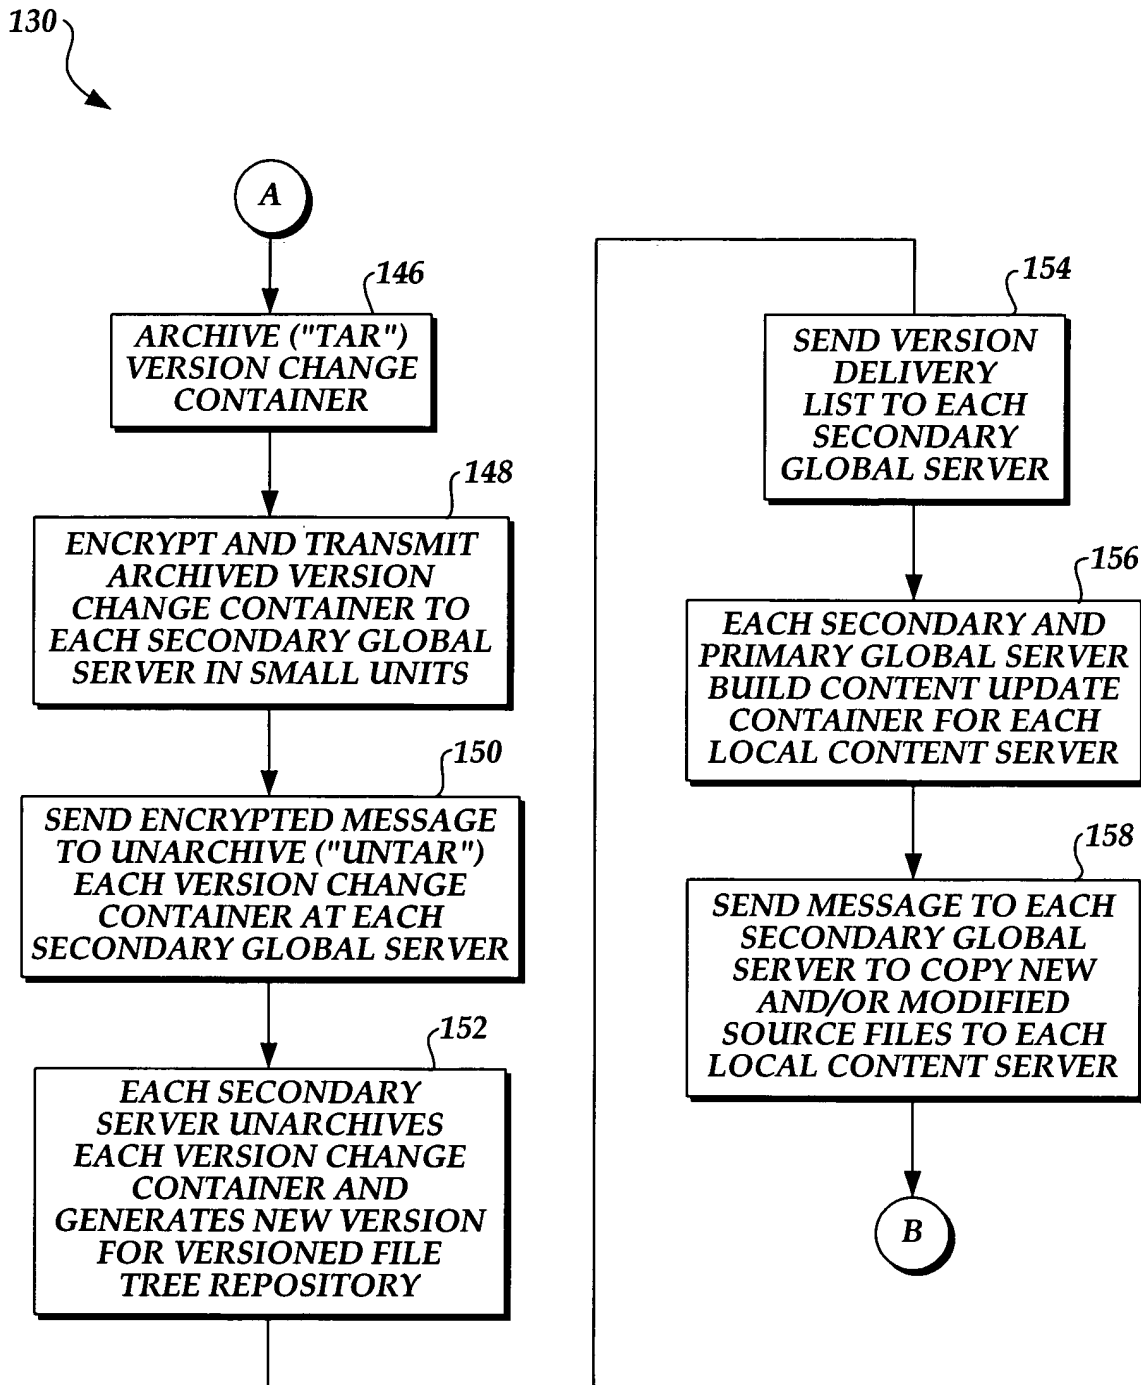 130
A
146
ARCHIVE ("TAR")
VERSION CHANGE
CONTAINER
148
ENCRYPT AND TRANSMIT
ARCHIVED VERSION
CHANGE CONTAINER TO
EACH SECONDARY GLOBAL
SERVER IN SMALL UNITS
150
SEND ENCRYPTED MESSAGE
TO UNARCHIVE ("UNTAR")
EACH VERSION CHANGE
CONTAINER AT EACH
SECONDARY GLOBAL SERVER
152
EACH SECONDARY
SERVER UNARCHIVES
EACH VERSION CHANGE
CONTAINER AND
GENERATES NEW VERSION
FOR VERSIONED FILE
TREE REPOSITORY
154
SEND VERSION
DELIVERY
LIST TO EACH
SECONDARY
GLOBAL SERVER
156
EACH SECONDARY AND
PRIMARY GLOBAL SERVER
BUILD CONTENT UPDATE
CONTAINER FOR EACH
LOCAL CONTENT SERVER
158
SEND MESSAGE TO EACH
SECONDARY GLOBAL
SERVER TO COPY NEW
AND/OR MODIFIED
SOURCE FILES TO EACH
LOCAL CONTENT SERVER
B